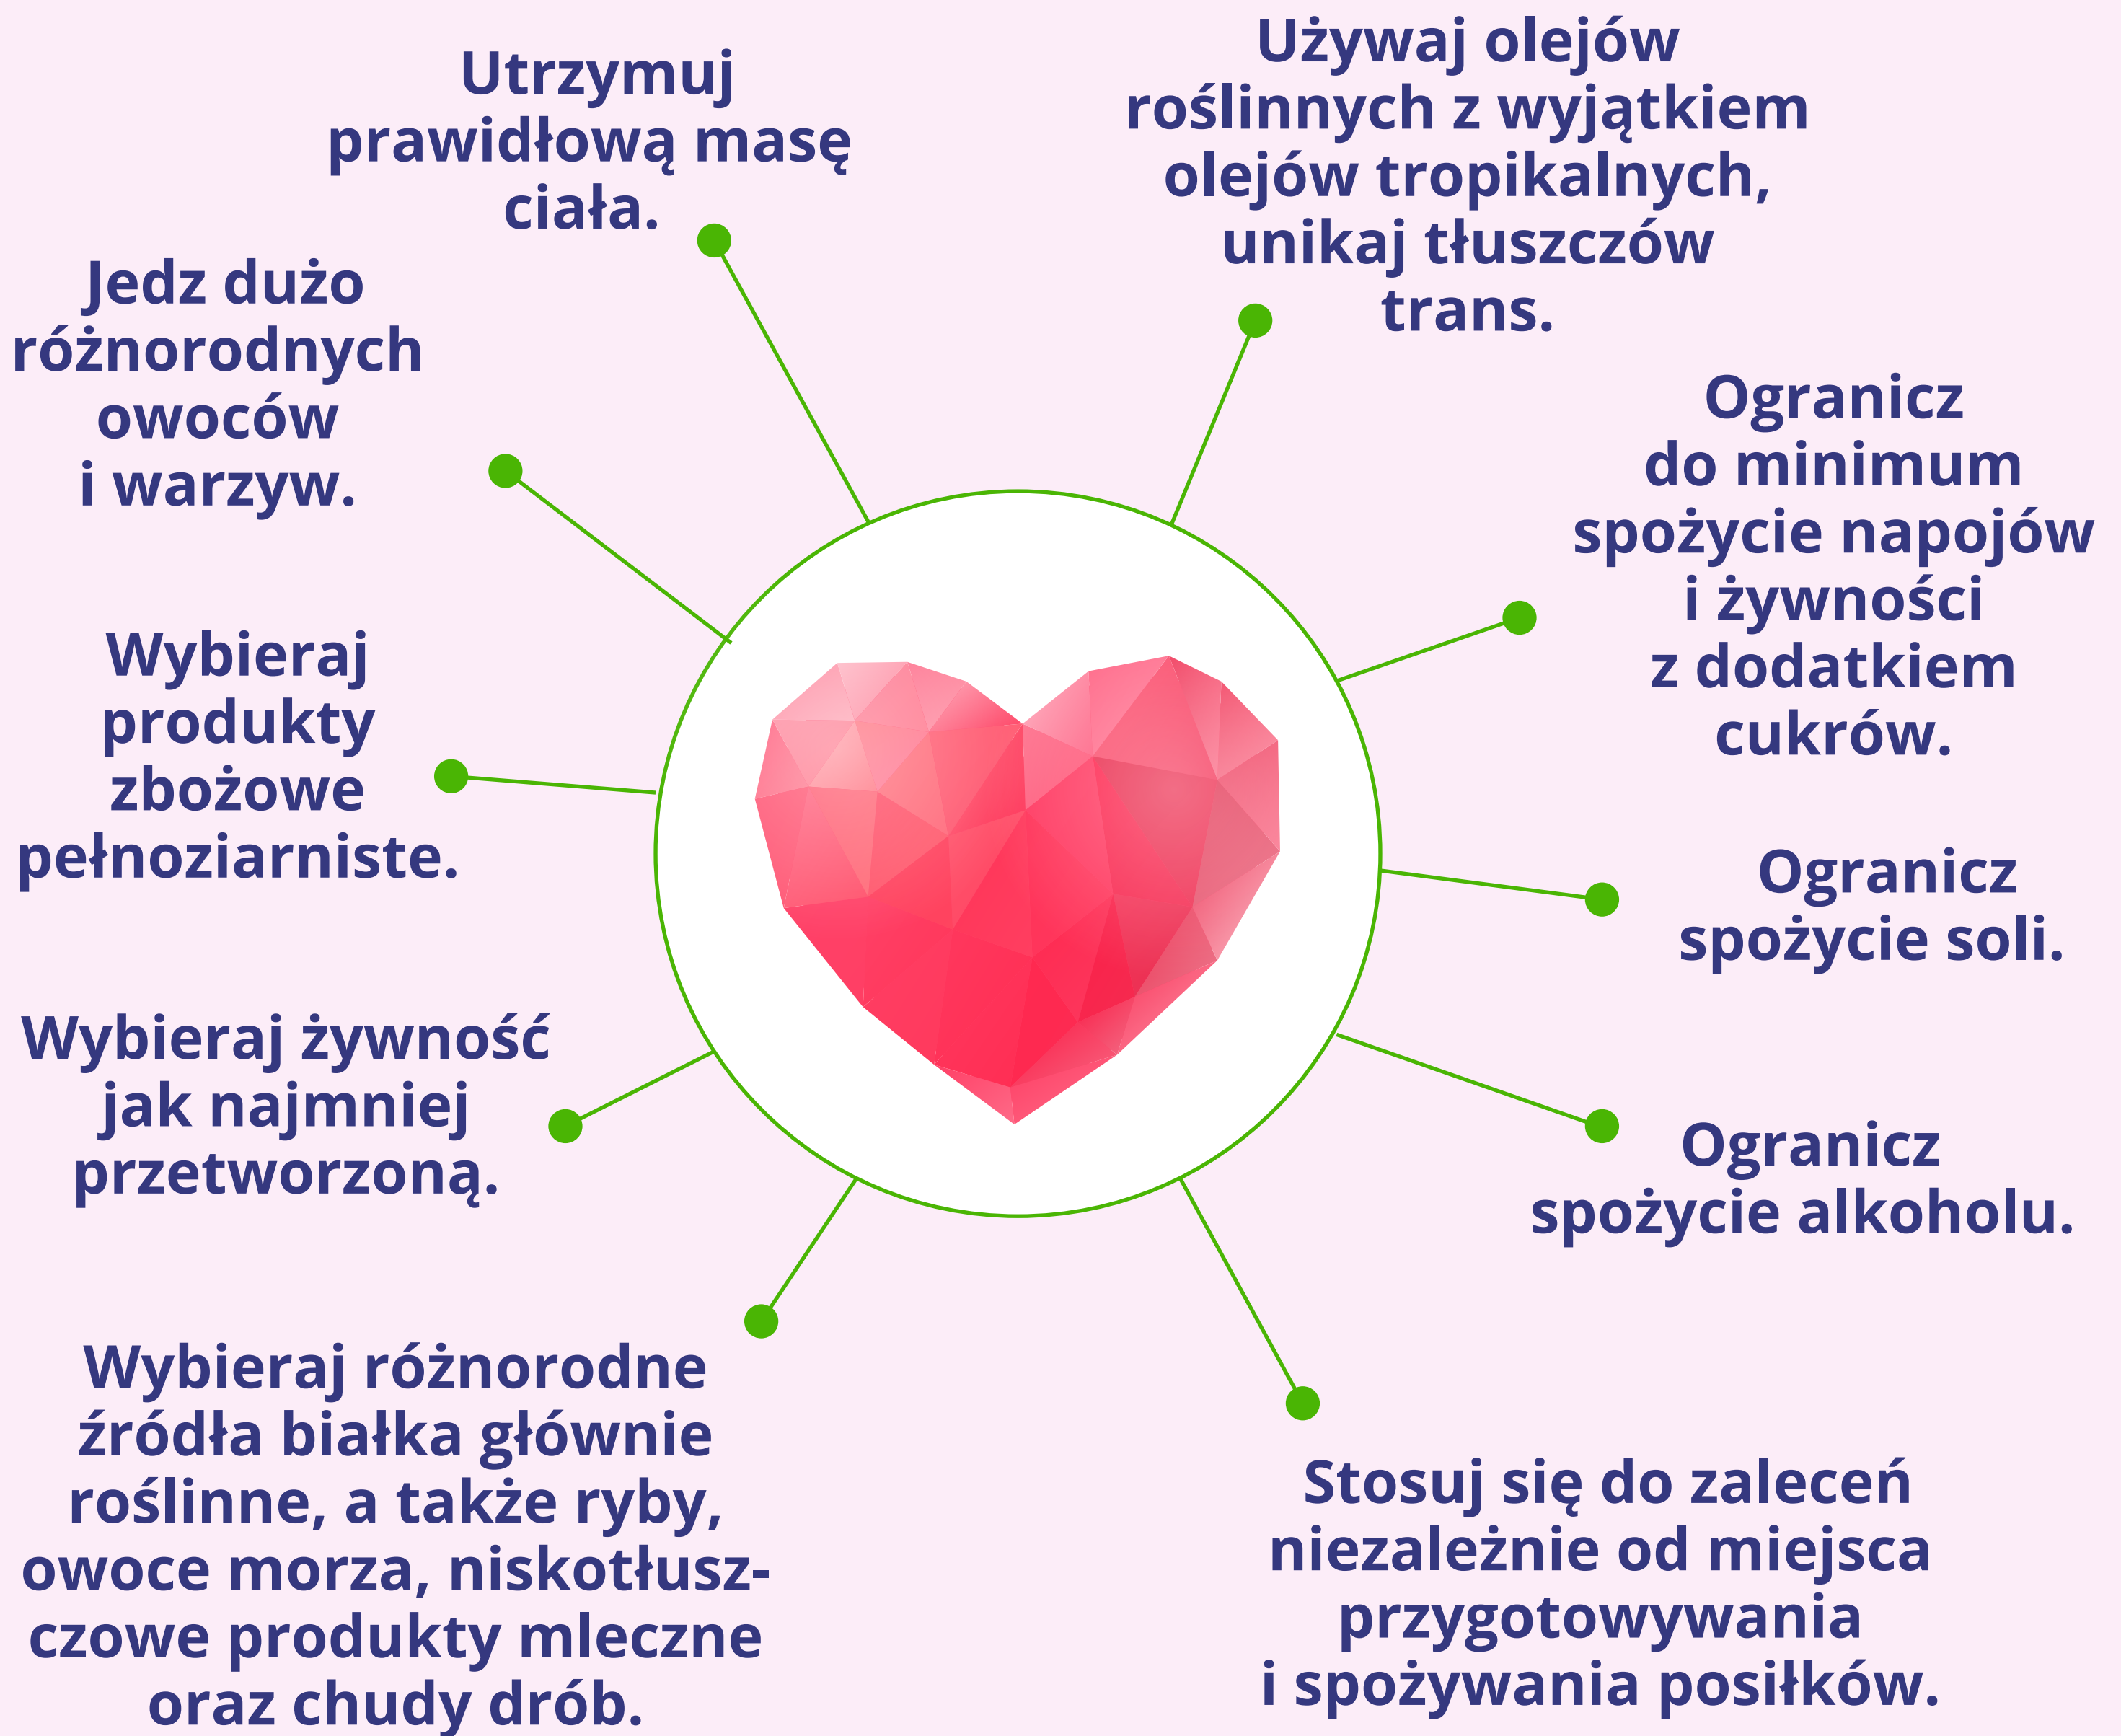 Utrzymuj
prawidłową masę
ciała.
Używaj olejów
roślinnych z wyjątkiem
olejów tropikalnych,
unikaj tłuszczów
trans.
Jedz dużo
różnorodnych
owoców
i warzyw.
Ogranicz
do minimum
spożycie napojów
i żywności
z dodatkiem
cukrów.
Wybieraj
produkty
zbożowe
pełnoziarniste.
Ogranicz
spożycie soli.
Wybieraj żywność
jak najmniej
przetworzoną.
Ogranicz
spożycie alkoholu.
Wybieraj różnorodne
źródła białka głównie
roślinne, a także ryby,
owoce morza, niskotłusz-
czowe produkty mleczne
oraz chudy drób.
Stosuj się do zaleceń
niezależnie od miejsca
przygotowywania
i spożywania posiłków.